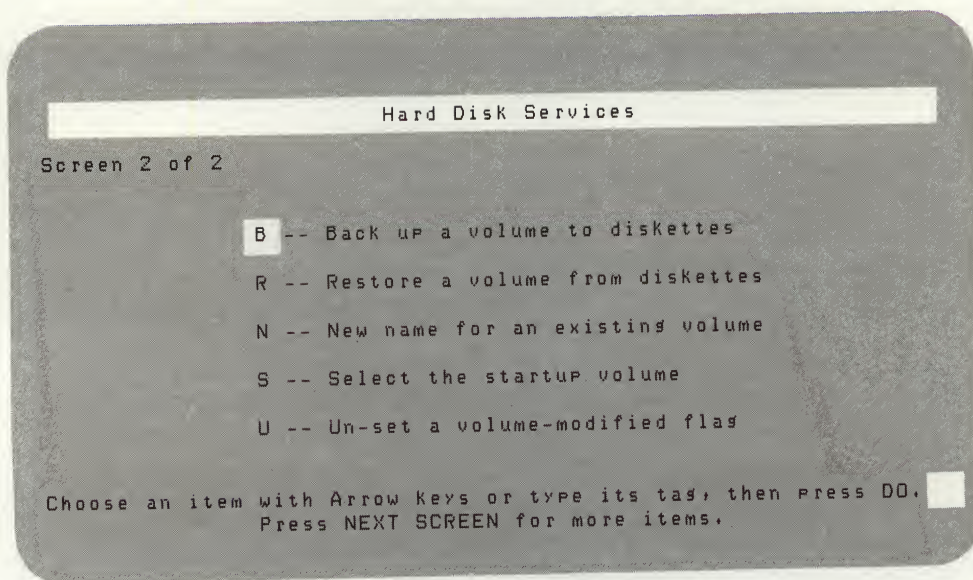 Hard Disk Services
Screen 2 of 2
B -- Back up a volume to diskettes
R -- Restore a volume from diskettes
N -- New name for an existing volume
S -- Select the startup volume
U -- Un-set a volume-modified flag
Choose an item with Arrow Keys or type its tag, then press DO.
Press NEXT SCREEN for more items.